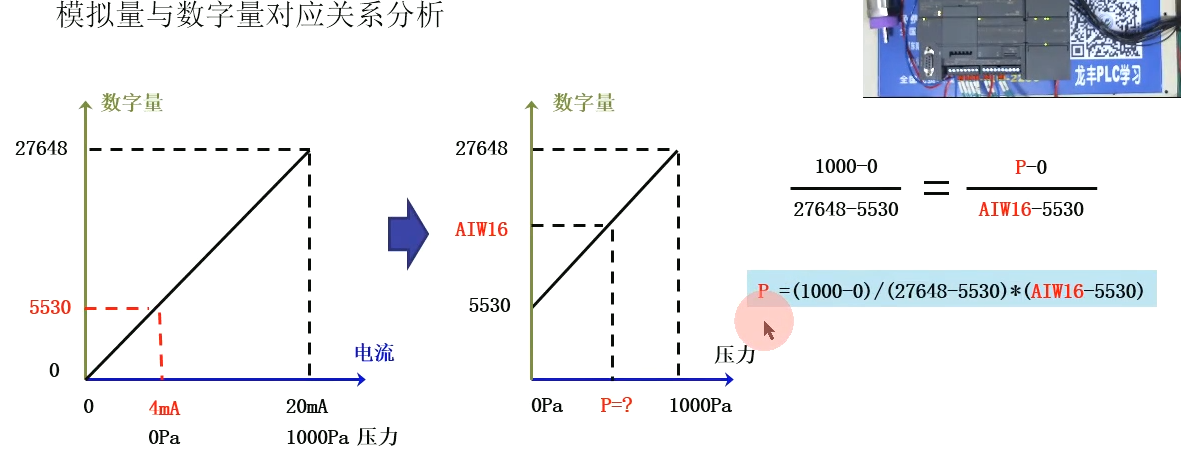 模拟量与数字量对应关系分析
龙丰PLC学习
数字量
27648
5530
0
电流
0
4mA
20mA
0Pa
1000Pa 压力
数字量
27648
AIW16
5530
压力
0Pa
P=?
1000Pa
1000-0
27648-5530
=
P-0
AIW16-5530
P =(1000-0)/(27648-5530)*(AIW16-5530)